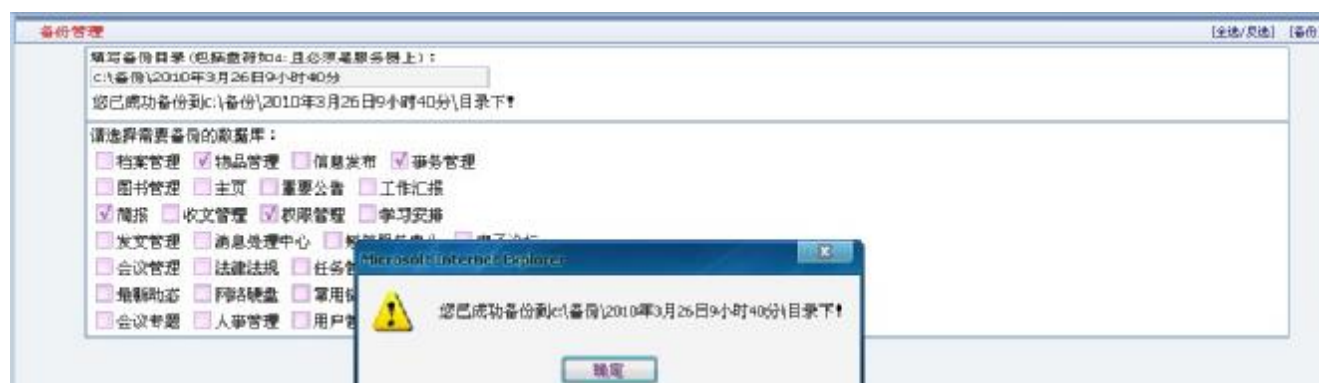 备份管理 [全选/反选] [备份
填写备份目录(包括盘符如d:且必须是服务器上)：
c:\备份\2010年3月26日9小时40分
您已成功备份到c:\备份\2010年3月26日9小时40分\目录下!
请选择需要备份的数据库：
档案管理 物品管理 信息发布 事务管理
图书管理 主页 重要公告 工作汇报
简报 收文管理 权限管理 学习安排
发文管理 消息处理中心
会议管理 法律法规 任务管
最新动态 网络硬盘 常用
会议专题 人事管理 用户管
Microsoft Internet Explorer
您已成功备份到c:\备份\2010年3月26日9小时40分\目录下!
确定